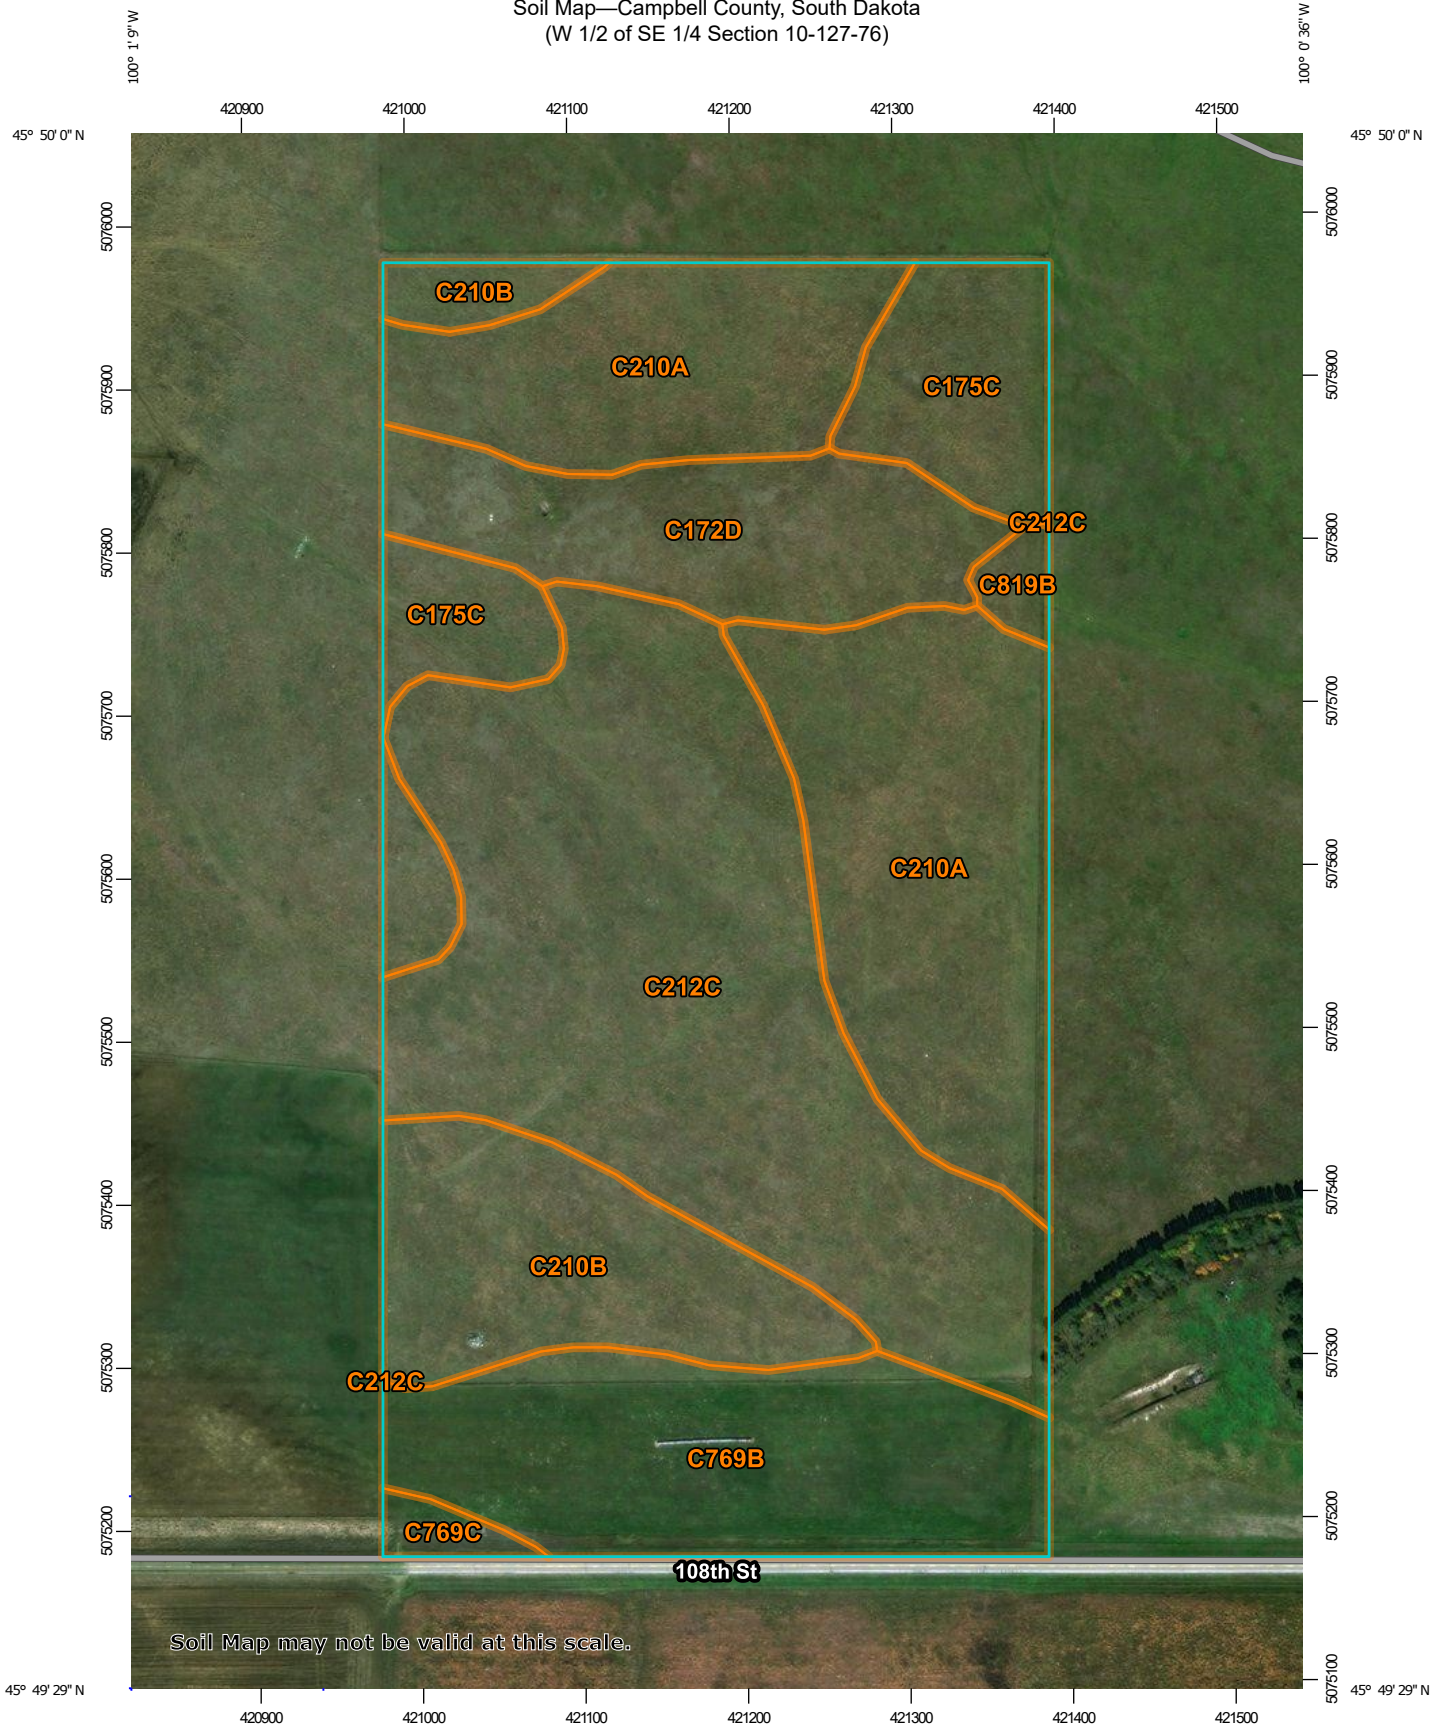 Soil Map—Campbell County, South Dakota
(W 1/2 of SE 1/4 Section 10-127-76)
100° 1' 9'' W
100° 0' 36'' W
420900 421000 421100 421200 421300 421400 421500
45° 50' 0'' N
45° 50' 0'' N
5076000
5076000
C210B
C210A
C175C
5075900
5075900
C212C
C172D
5075800
5075800
C819B
C175C
5075700
5075700
C210A
5075600
5075600
C212C
5075500
5075500
5075400
5075400
C210B
5075300
5075300
C212C
C769B
5075200
5075200
C769C
108th St
Soil Map may not be valid at this scale.
5075100
45° 49' 29'' N
45° 49' 29'' N
420900 421000 421100 421200 421300 421400 421500